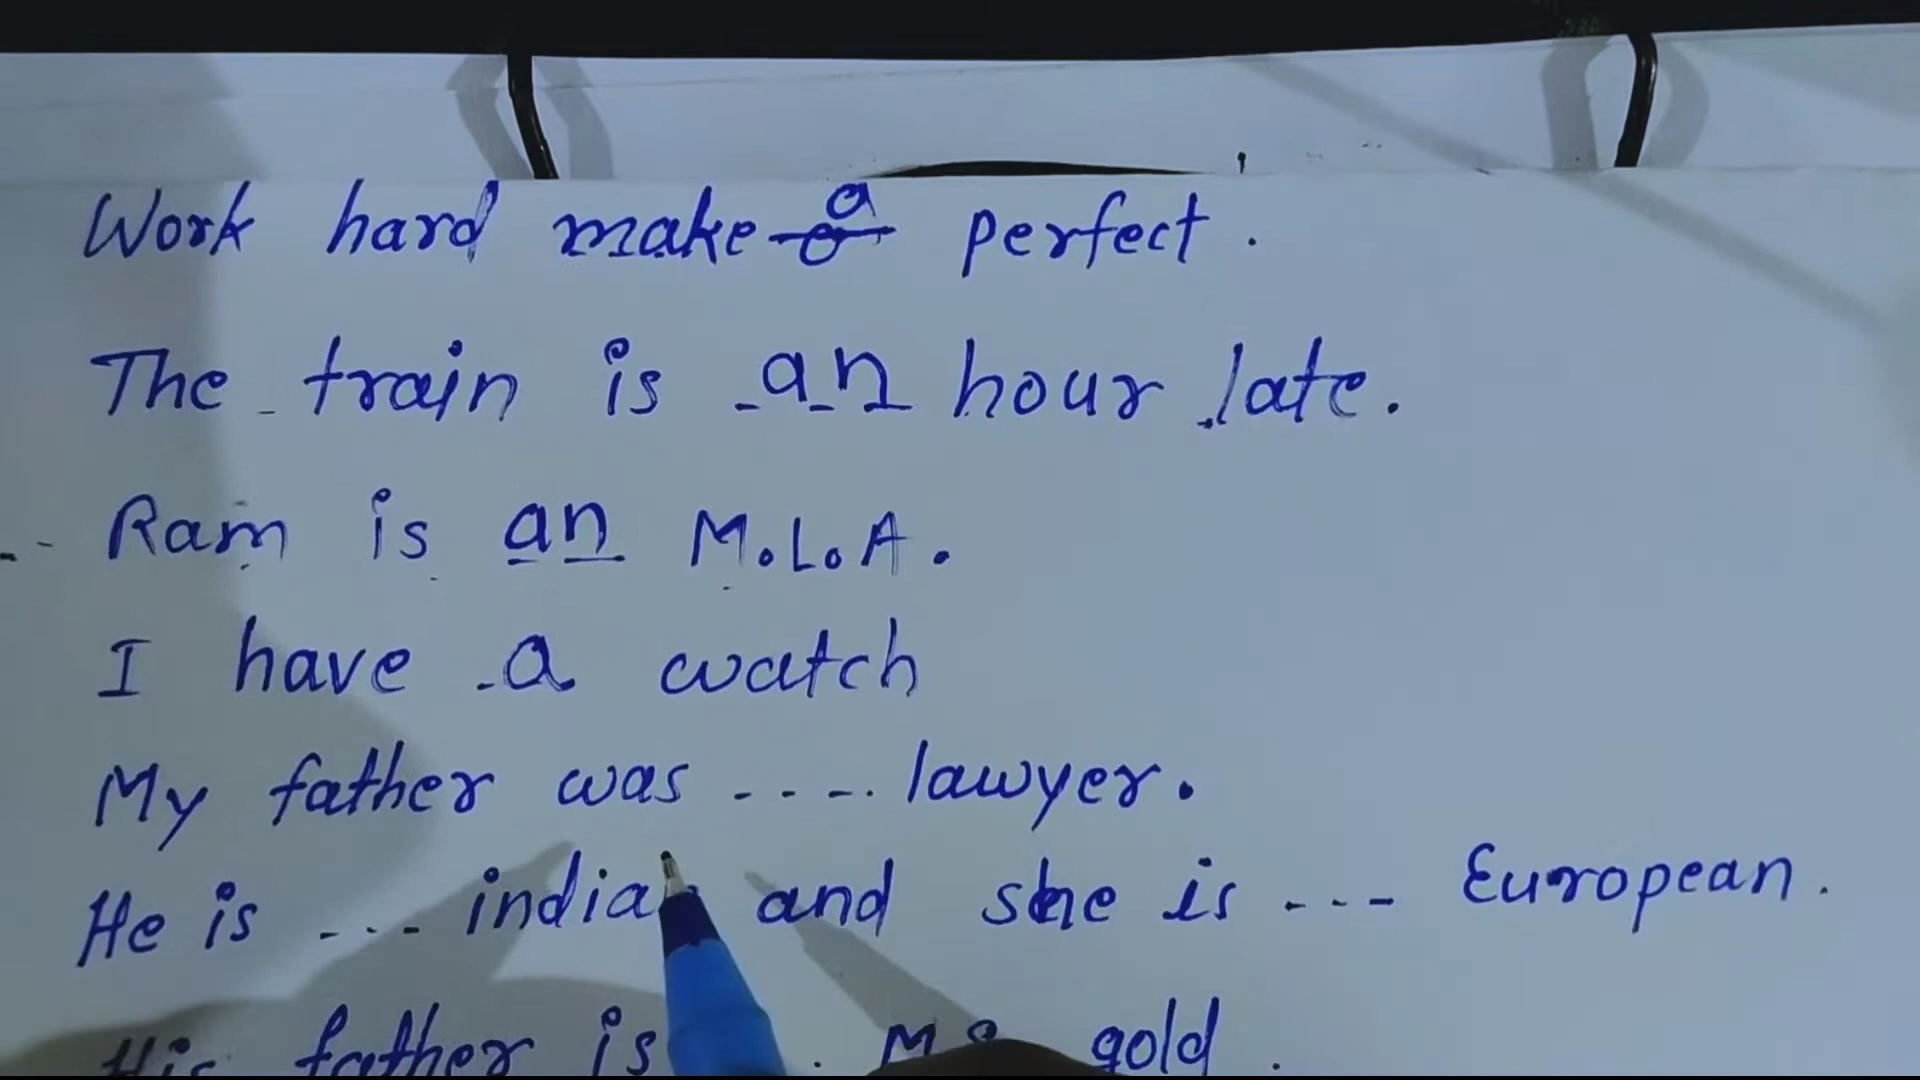 Work hard make a perfect.
The train is an hour late.
Ram is an M.L.A.
I have a watch
My father was .... lawyer.
He is ... india and she is ... European.
His father is . M gold.